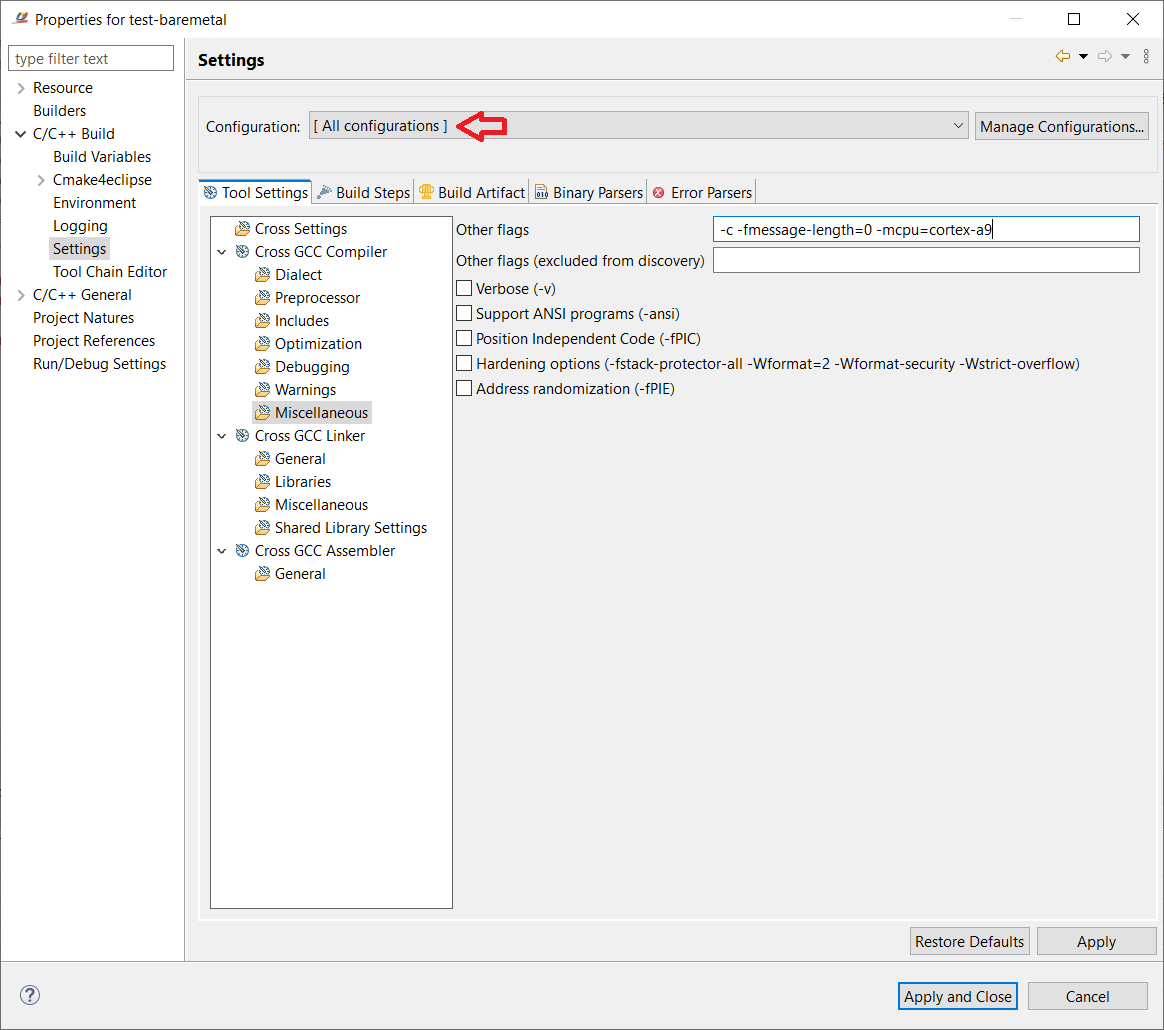 Properties for test-baremetal
type filter text
Resource
Builders
C/C++ Build
Build Variables
Cmake4eclipse
Environment
Logging
Settings
Tool Chain Editor
C/C++ General
Project Natures
Project References
Run/Debug Settings
Settings
Configuration: [ All configurations ] Manage Configurations...
Tool Settings Build Steps Build Artifact Binary Parsers Error Parsers
Cross Settings
Cross GCC Compiler
Dialect
Preprocessor
Includes
Optimization
Debugging
Warnings
Miscellaneous
Cross GCC Linker
General
Libraries
Miscellaneous
Shared Library Settings
Cross GCC Assembler
General
Other flags -c -fmessage-length=0 -mcpu=cortex-a9
Other flags (excluded from discovery)
Verbose (-v)
Support ANSI programs (-ansi)
Position Independent Code (-fPIC)
Hardening options (-fstack-protector-all -Wformat=2 -Wformat-security -Wstrict-overflow)
Address randomization (-fPIE)
Restore Defaults Apply
? Apply and Close Cancel